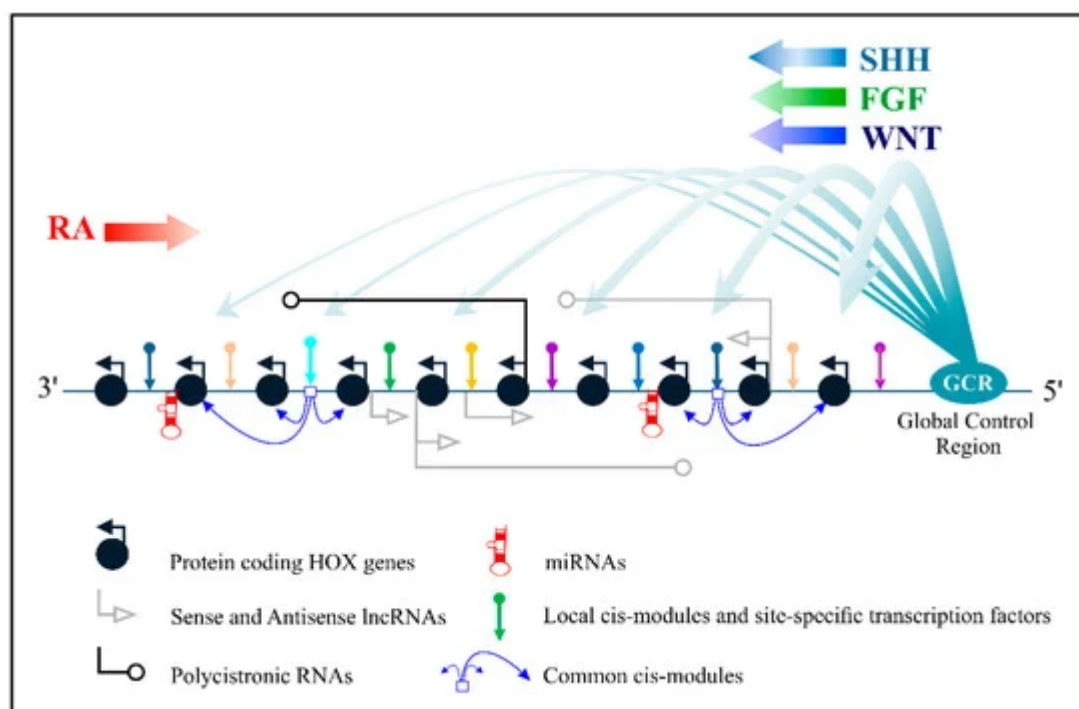 SHH
FGF
WNT
RA
3'
GCR
5'
Global Control
Region
Protein coding HOX genes
miRNAs
Sense and Antisense lncRNAs
Local cis-modules and site-specific transcription factors
Polycistronic RNAs
Common cis-modules